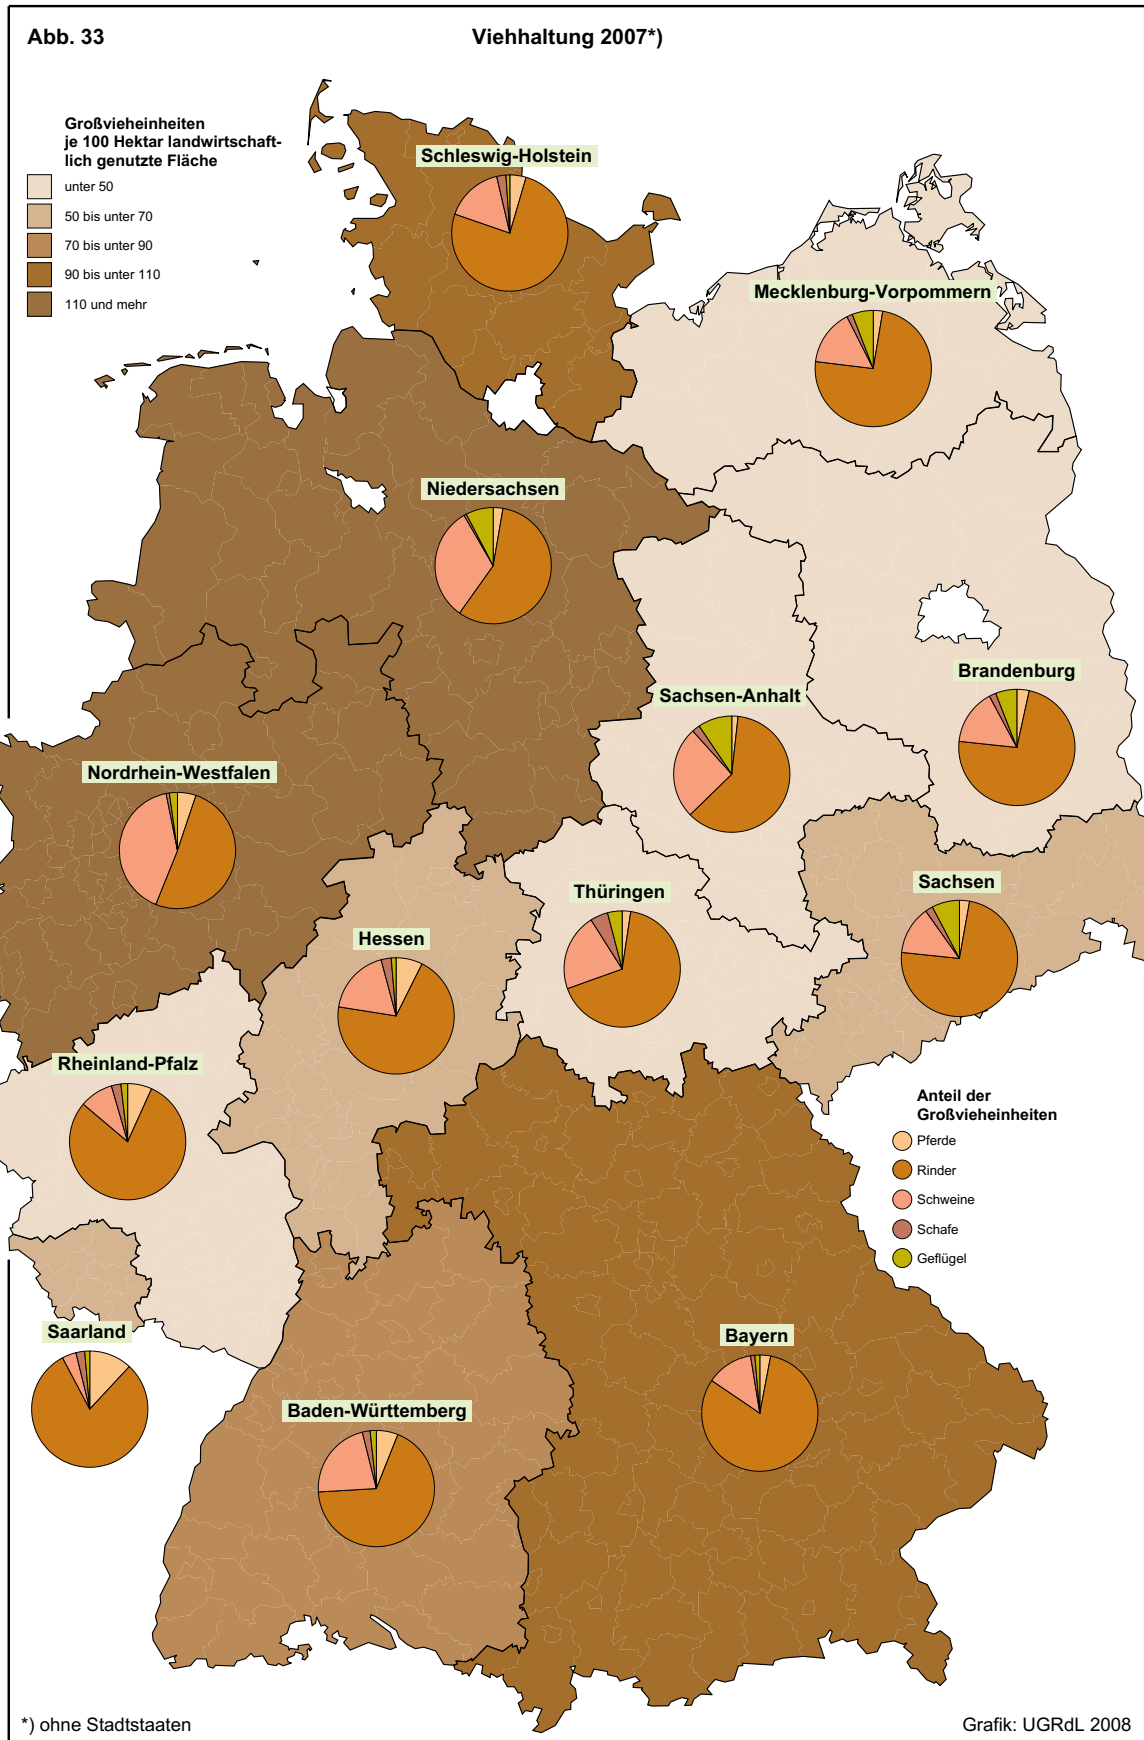 Abb. 33
Viehhaltung 2007*)
Großvieheinheiten
je 100 Hektar landwirtschaft-
lich genutzte Fläche
unter 50
50 bis unter 70
70 bis unter 90
90 bis unter 110
110 und mehr
Schleswig-Holstein
Mecklenburg-Vorpommern
Niedersachsen
Brandenburg
Sachsen-Anhalt
Nordrhein-Westfalen
Sachsen
Thüringen
Hessen
Rheinland-Pfalz
Anteil der
Großvieheinheiten
Pferde
Rinder
Schweine
Schafe
Geflügel
Saarland
Bayern
Baden-Württemberg
*) ohne Stadtstaaten
Grafik: UGRdL 2008